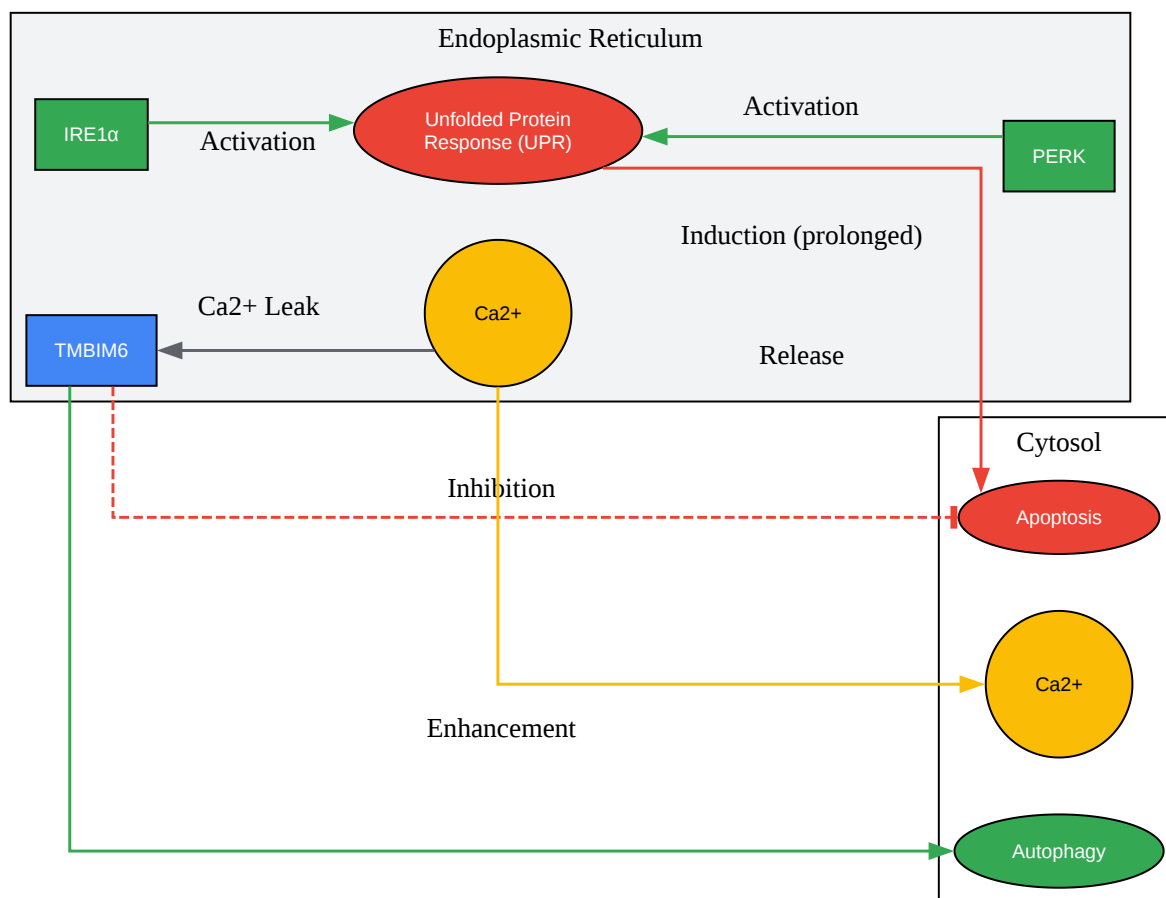 Endoplasmic Reticulum
IRE1α
Activation
Unfolded Protein
Response (UPR)
Activation
PERK
Induction (prolonged)
Ca2+ Leak
Ca2+
TMBIM6
Release
Cytosol
Inhibition
Apoptosis
Ca2+
Enhancement
Autophagy